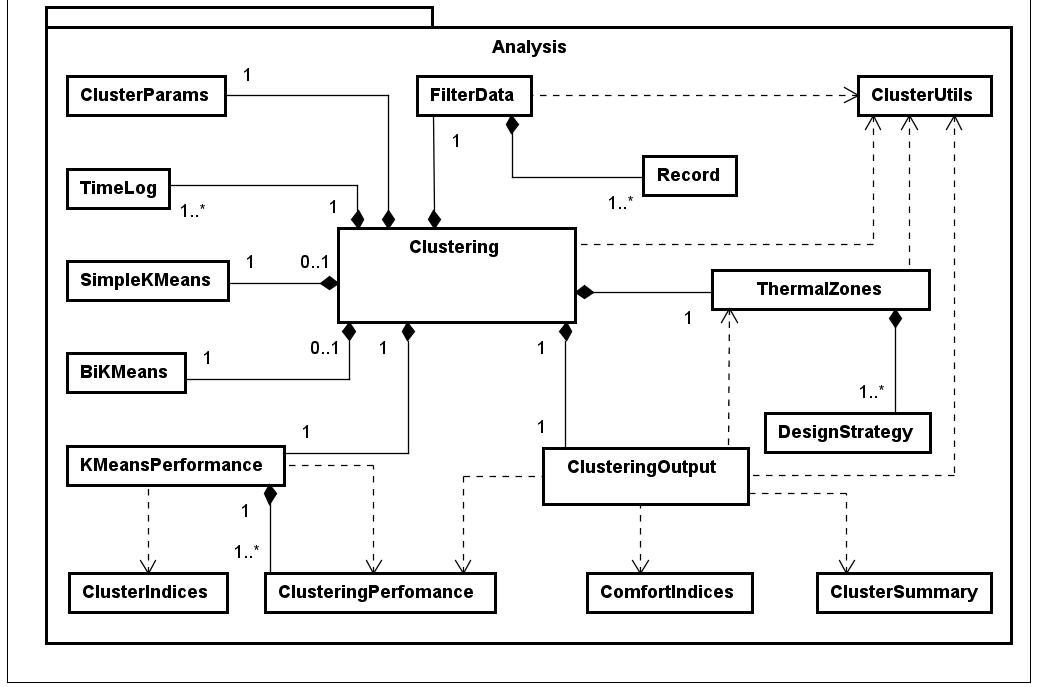 Analysis
1
ClusterParams
FilterData
ClusterUtils
1
Record
TimeLog
1..*
1
1..*
Clustering
1
0..1
SimpleKMeans
ThermalZones
1
0..1
1
1
1
BiKMeans
1..*
1
1
DesignStrategy
KMeansPerformance
ClusteringOutput
1
1..*
ClusterIndices
ClusteringPerfomance
ComfortIndices
ClusterSummary